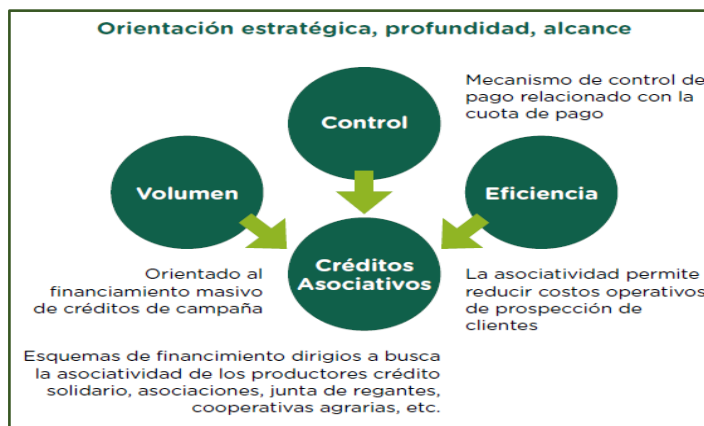 Orientación estratégica, profundidad, alcance
Mecanismo de control de
pago relacionado con la
cuota de pago
Control
Volumen
Eficiencia
Orientado al
financiamiento masivo
de créditos de campaña
Créditos
Asociativos
La asociatividad permite
reducir costos operativos
de prospección de
clientes
Esquemas de financimiento dirigios a busca
la asociatividad de los productores crédito
solidario, asociaciones, junta de regantes,
cooperativas agrarias, etc.